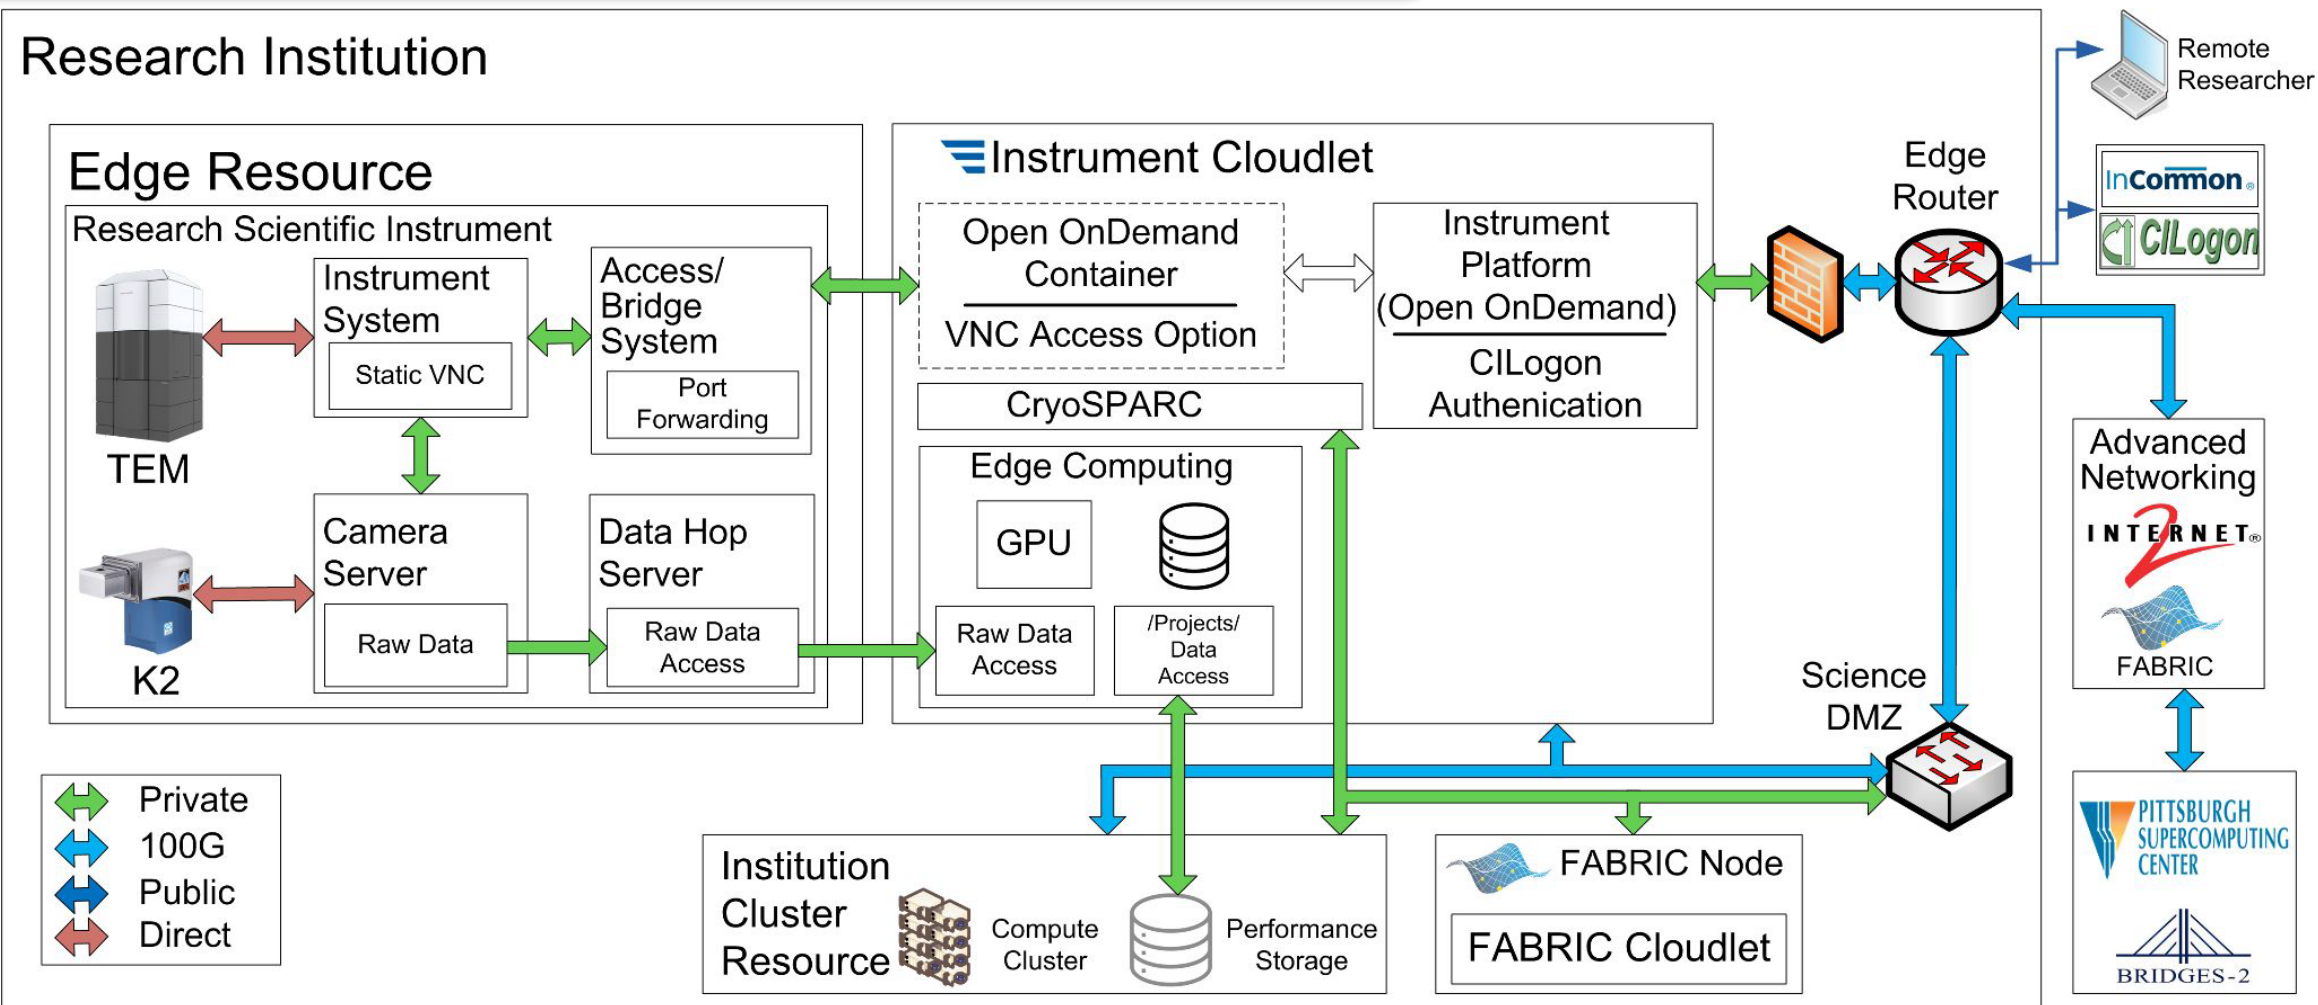 Research Institution
Edge Resource
Research Scientific Instrument
TEM
K2
Instrument
System
Static VNC
Access/
Bridge
System
Port
Forwarding
Camera
Server
Raw Data
Data Hop
Server
Raw Data
Access
Instrument Cloudlet
Open OnDemand
Container
VNC Access Option
Instrument
Platform
(Open OnDemand)
CILogon
Authenication
CryoSPARC
Edge Computing
GPU
Raw Data
Access
/Projects/
Data
Access
Edge
Router
Science
DMZ
Remote
Researcher
InCommon®
CILogon
Advanced
Networking
INTERNET®
2
FABRIC
PITTSBURGH
SUPERCOMPUTING
CENTER
BRIDGES-2
Private
100G
Public
Direct
Institution
Cluster
Resource
Compute
Cluster
Performance
Storage
FABRIC Node
FABRIC Cloudlet